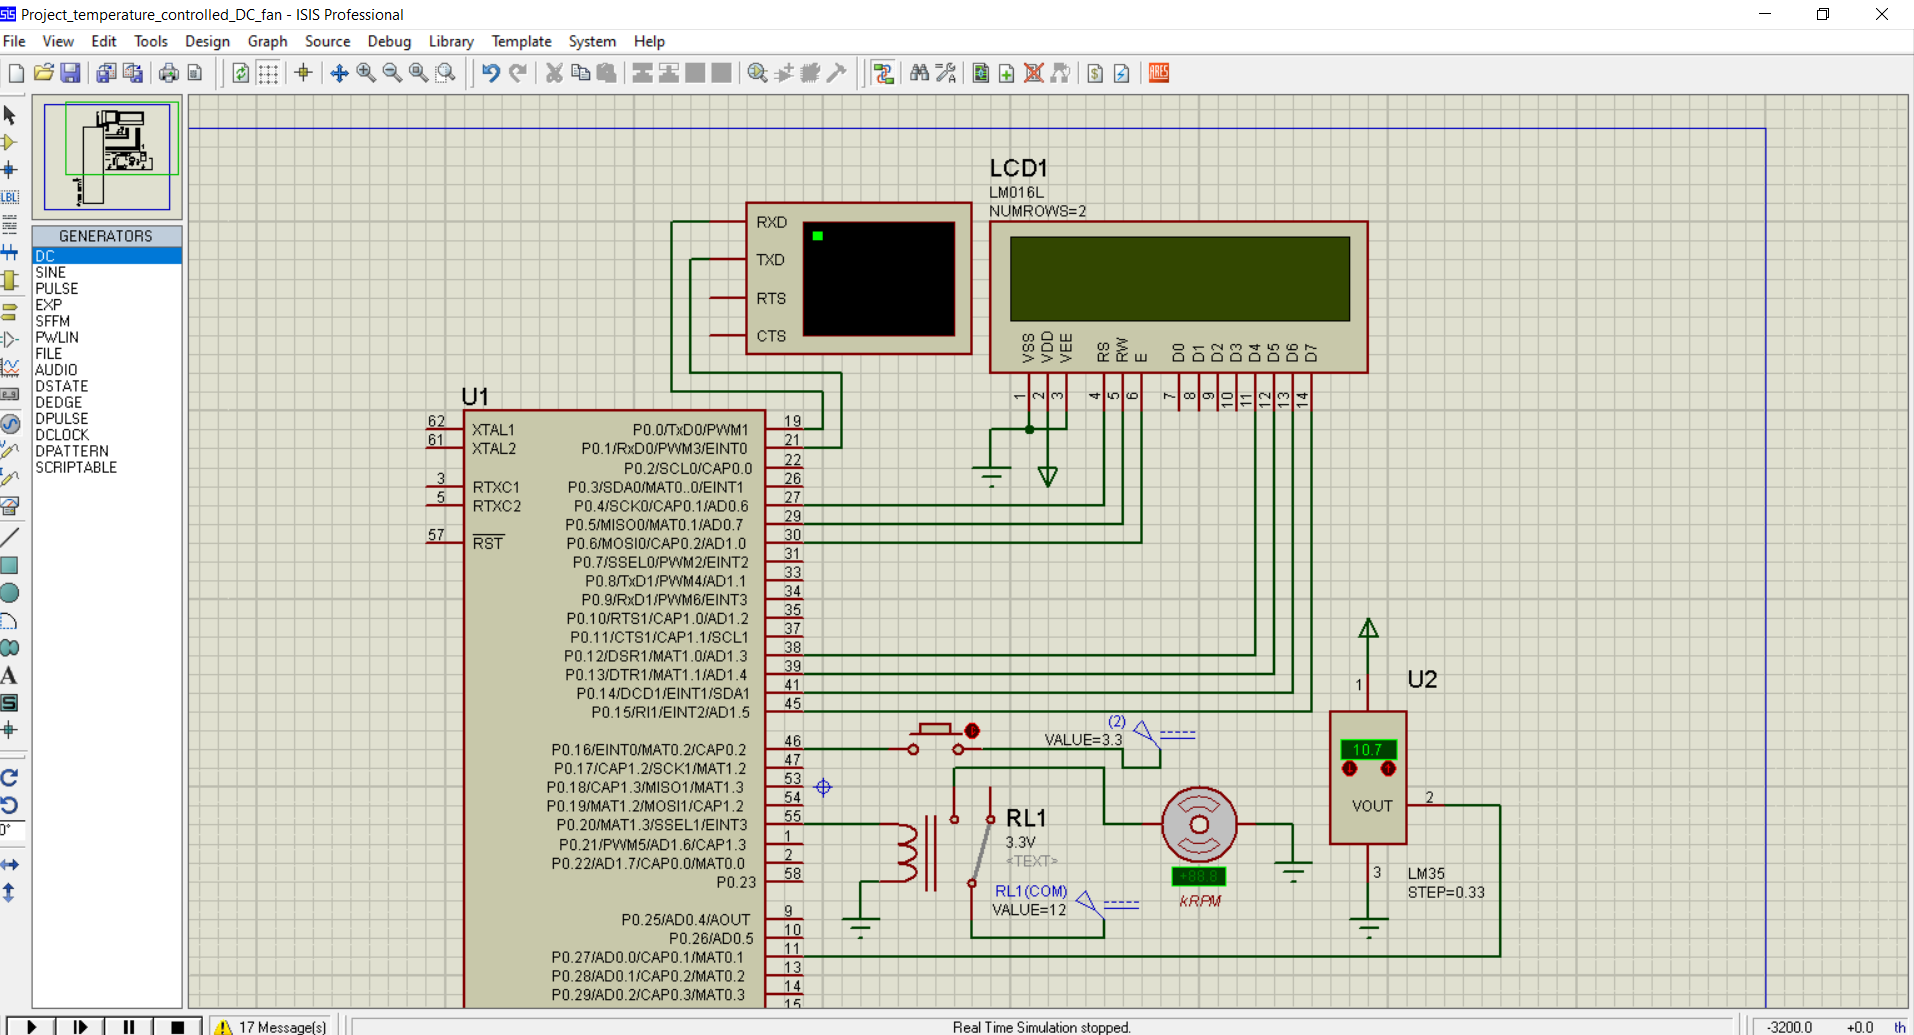 Project_temperature_controlled_DC_fan - ISIS Professional
File View Edit Tools Design Graph Source Debug Library Template System Help
LBL
A
S
0°
GENERATORS
DC
SINE
PULSE
EXP
SFFM
PWLIN
FILE
AUDIO
DSTATE
DEDGE
DPULSE
DCLOCK
DPATTERN
SCRIPTABLE
LCD1
LM016L
NUMROWS=2
RXD
TXD
RTS
CTS
VSS VDD VEE RS RW E D0 D1 D2 D3 D4 D5 D6 D7
1 2 3 4 5 6 7 8 9 10 11 12 13 14
U1
62 XTAL1
61 XTAL2
3 RTXC1
5 RTXC2
57 RST
P0.0/TxD0/PWM1 19
P0.1/RxD0/PWM3/EINT0 21
P0.2/SCL0/CAP0.0 22
P0.3/SDA0/MAT0..0/EINT1 26
P0.4/SCK0/CAP0.1/AD0.6 27
P0.5/MISO0/MAT0.1/AD0.7 29
P0.6/MOSI0/CAP0.2/AD1.0 30
P0.7/SSEL0/PWM2/EINT2 31
P0.8/TxD1/PWM4/AD1.1 33
P0.9/RxD1/PWM6/EINT3 34
P0.10/RTS1/CAP1.0/AD1.2 35
P0.11/CTS1/CAP1.1/SCL1 37
P0.12/DSR1/MAT1.0/AD1.3 38
P0.13/DTR1/MAT1.1/AD1.4 39
P0.14/DCD1/EINT1/SDA1 41
P0.15/RI1/EINT2/AD1.5 45
P0.16/EINT0/MAT0.2/CAP0.2 46
P0.17/CAP1.2/SCK1/MAT1.2 47
P0.18/CAP1.3/MISO1/MAT1.3 53
P0.19/MAT1.2/MOSI1/CAP1.2 54
P0.20/MAT1.3/SSEL1/EINT3 55
P0.21/PWM5/AD1.6/CAP1.3 1
P0.22/AD1.7/CAP0.0/MAT0.0 2
P0.23 58
P0.25/AD0.4/AOUT 9
P0.26/AD0.5 10
P0.27/AD0.0/CAP0.1/MAT0.1 11
P0.28/AD0.1/CAP0.2/MAT0.2 13
P0.29/AD0.2/CAP0.3/MAT0.3 14
15
(2)
VALUE=3.3
RL1
3.3V
<TEXT>
RL1(COM)
VALUE=12
+88.8
kRPM
U2
1
10.7
VOUT
2
3
LM35
STEP=0.33
17 Message(s)
Real Time Simulation stopped.
-3200.0 +0.0 th